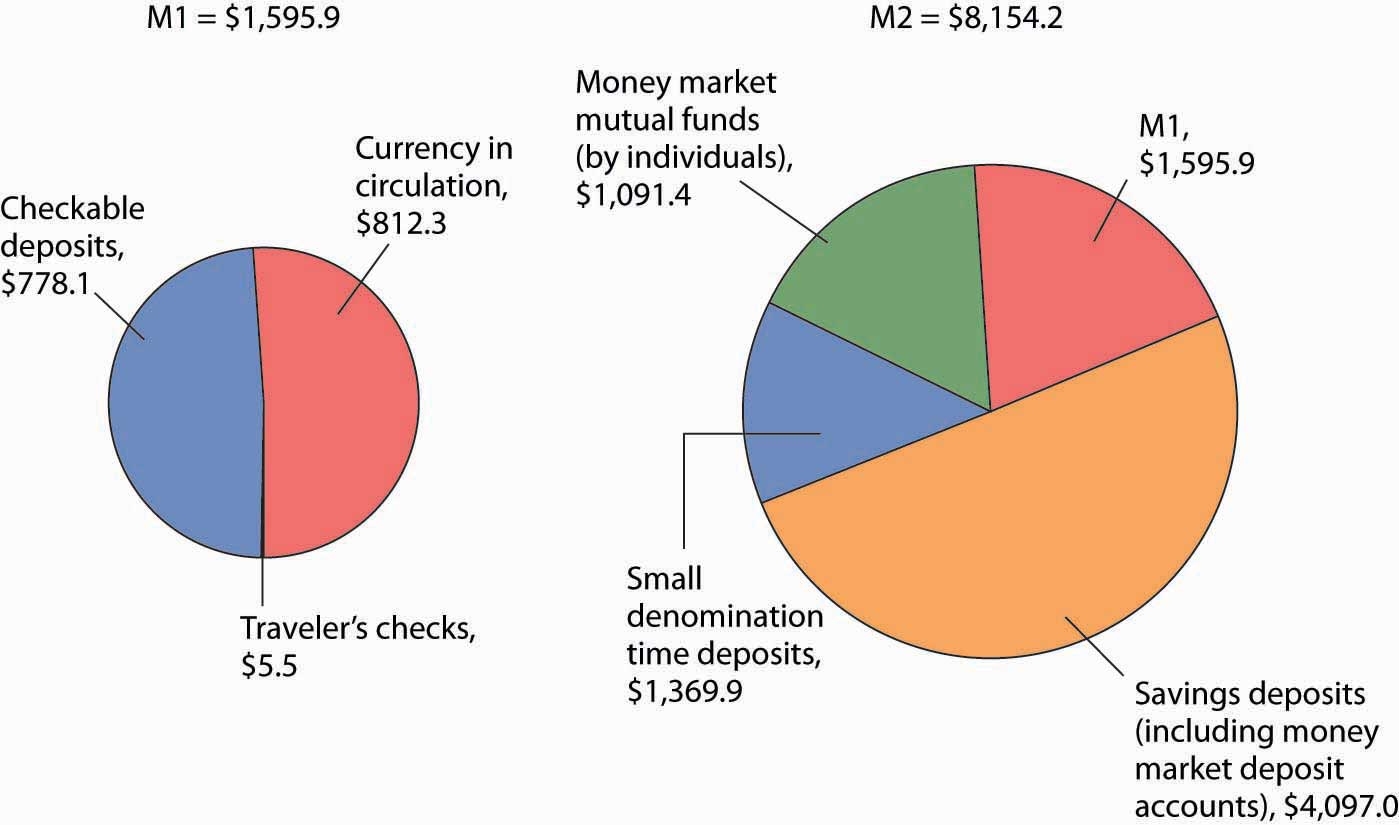 M1 = $1,595.9
Checkable
deposits,
$778.1
Currency in
circulation,
$812.3
Traveler’s checks,
$5.5
M2 = $8,154.2
Money market
mutual funds
(by individuals),
$1,091.4
M1,
$1,595.9
Small
denomination
time deposits,
$1,369.9
Savings deposits
(including money
market deposit
accounts), $4,097.0